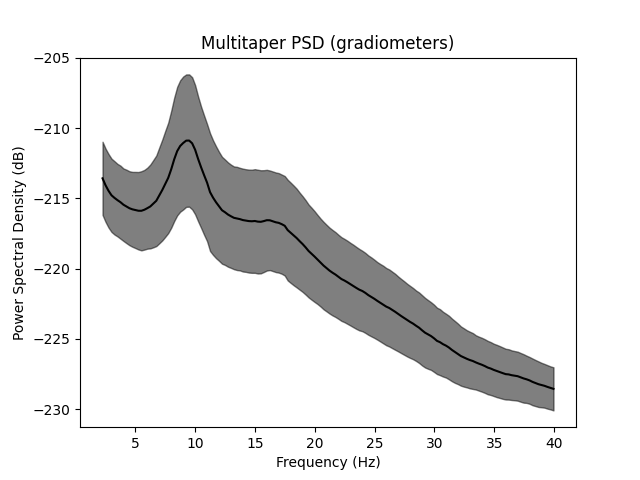 Multitaper PSD (gradiometers)
Power Spectral Density (dB)
−205
−210
−215
−220
−225
−230
5 10 15 20 25 30 35 40
Frequency (Hz)